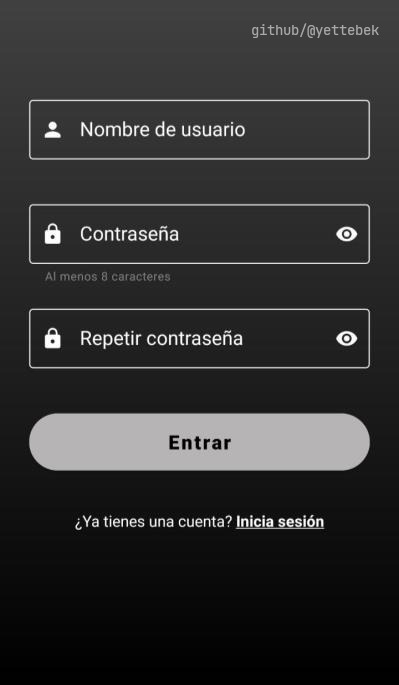 github/@yettebek
Nombre de usuario
Contraseña
Al menos 8 caracteres
Repetir contraseña
Entrar
¿Ya tienes una cuenta? Inicia sesión